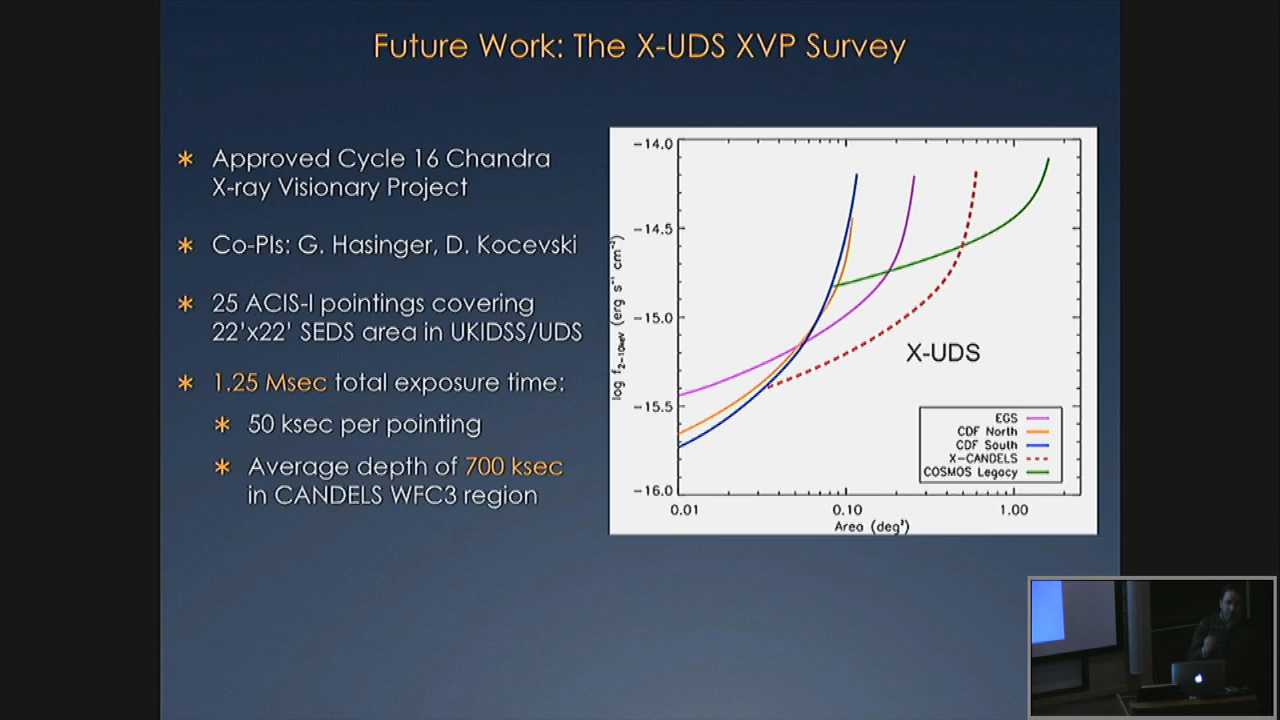 Future Work: The X-UDS XVP Survey
* Approved Cycle 16 Chandra
X-ray Visionary Project
* Co-PIs: G. Hasinger, D. Kocevski
* 25 ACIS-I pointings covering
22'x22' SEDS area in UKIDSS/UDS
* 1.25 Msec total exposure time:
* 50 ksec per pointing
* Average depth of 700 ksec
in CANDELS WFC3 region
log f2-10keV (erg s⁻¹ cm⁻²)
-14.0
-14.5
-15.0
-15.5
-16.0
X-UDS
EGS
CDF North
CDF South
X-CANDELS
COSMOS Legacy
0.01 0.10 1.00
Area (deg²)